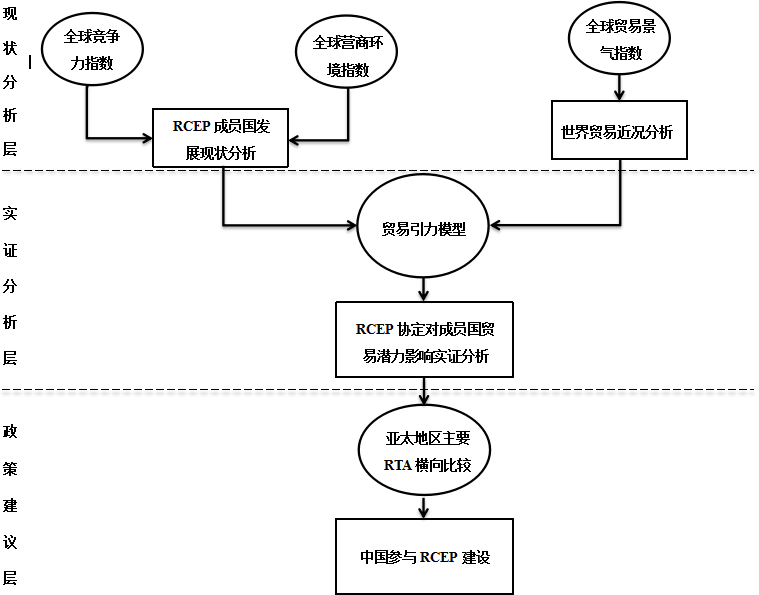 现状分析层
全球竞争
力指数
全球营商环
境指数
全球贸易景
气指数
RCEP 成员国发
展现状分析
世界贸易近况分析
实证分析层
贸易引力模型
RCEP 协定对成员国贸
易潜力影响实证分析
政策建议层
亚太地区主要
RTA 横向比较
中国参与 RCEP 建设